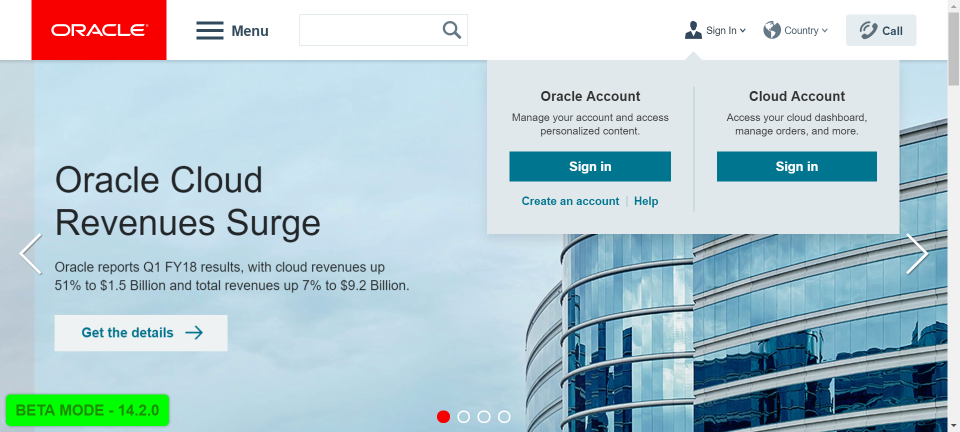 ORACLE
Menu
Sign In
Country
Call
Oracle Account
Manage your account and access
personalized content.
Sign in
Create an account | Help
Cloud Account
Access your cloud dashboard,
manage orders, and more.
Sign in
Oracle Cloud
Revenues Surge
Oracle reports Q1 FY18 results, with cloud revenues up
51% to $1.5 Billion and total revenues up 7% to $9.2 Billion.
Get the details
BETA MODE - 14.2.0